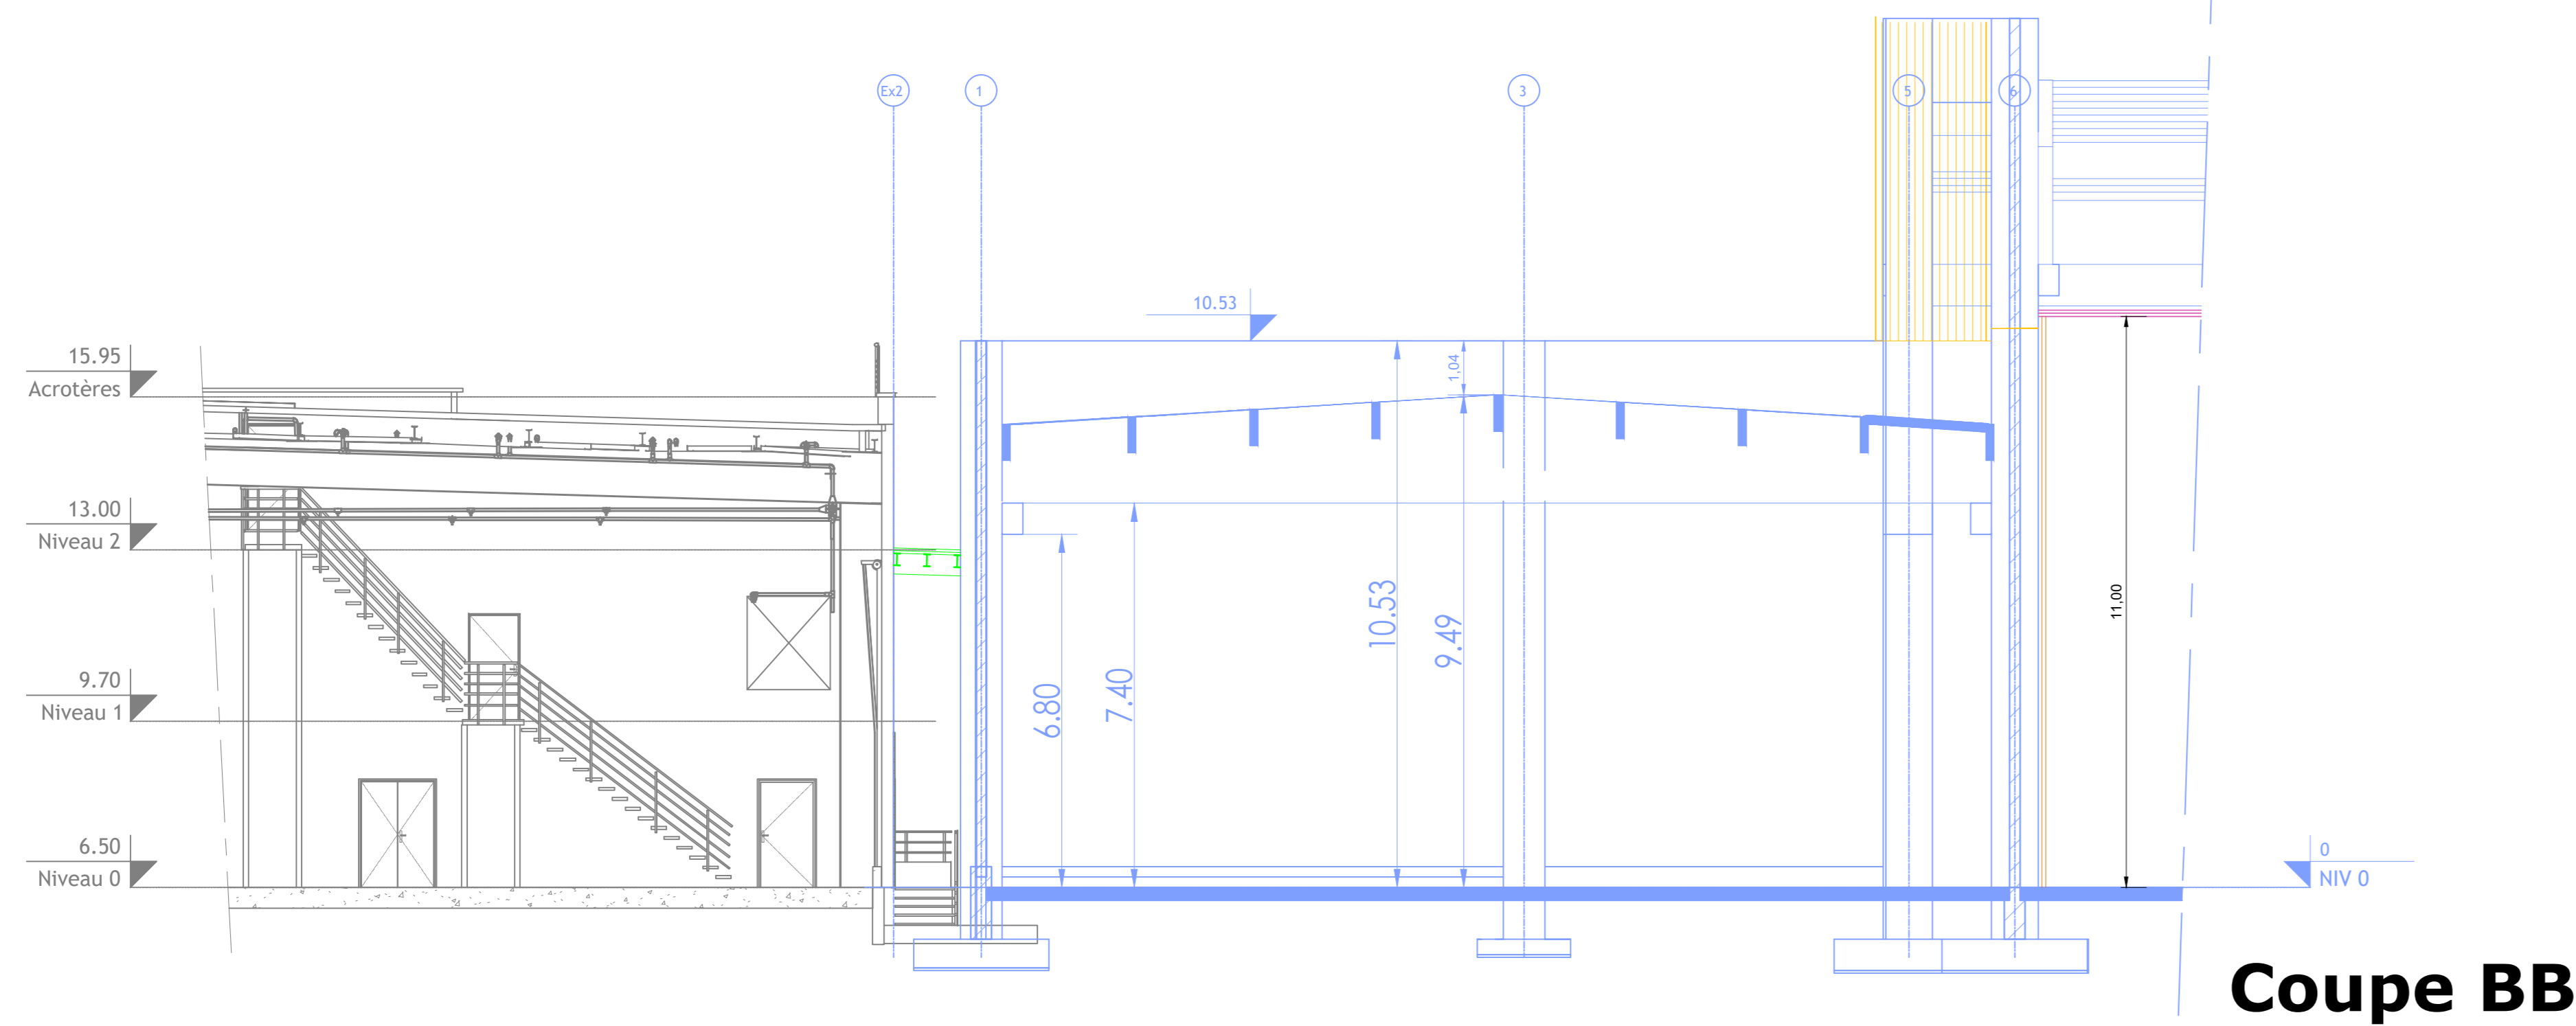 Ex2
1
3
5
6
10.53
15.95
Acrotères
1,04
13.00
Niveau 2
10.53
11,00
9.49
9.70
Niveau 1
6.80
7.40
6.50
Niveau 0
0
NIV 0
Coupe BB